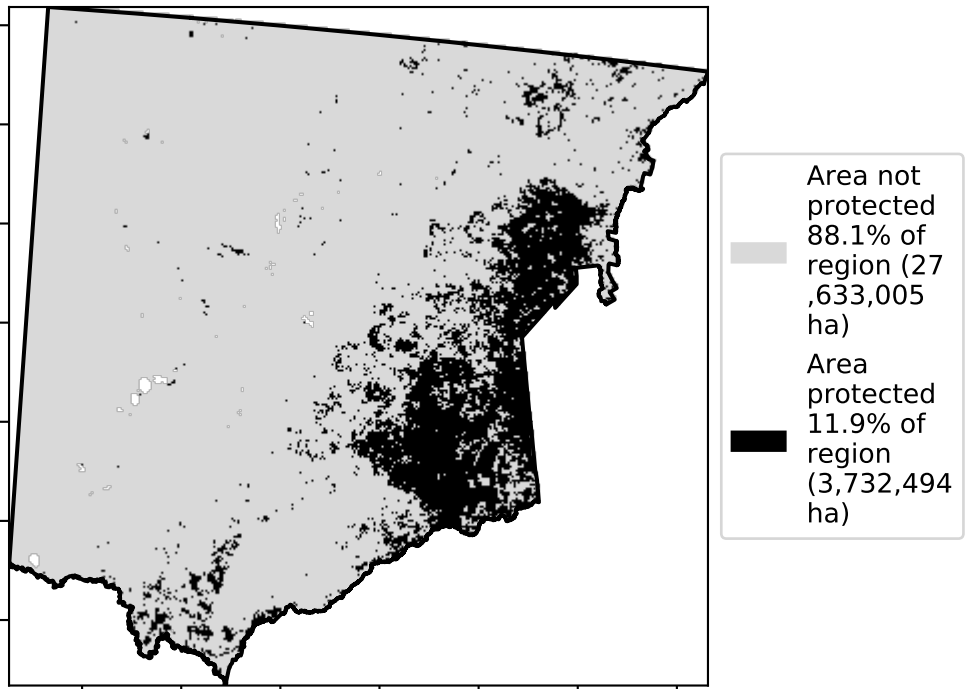 Area not
protected
88.1% of
region (27
,633,005
ha)
Area
protected
11.9% of
region
(3,732,494
ha)